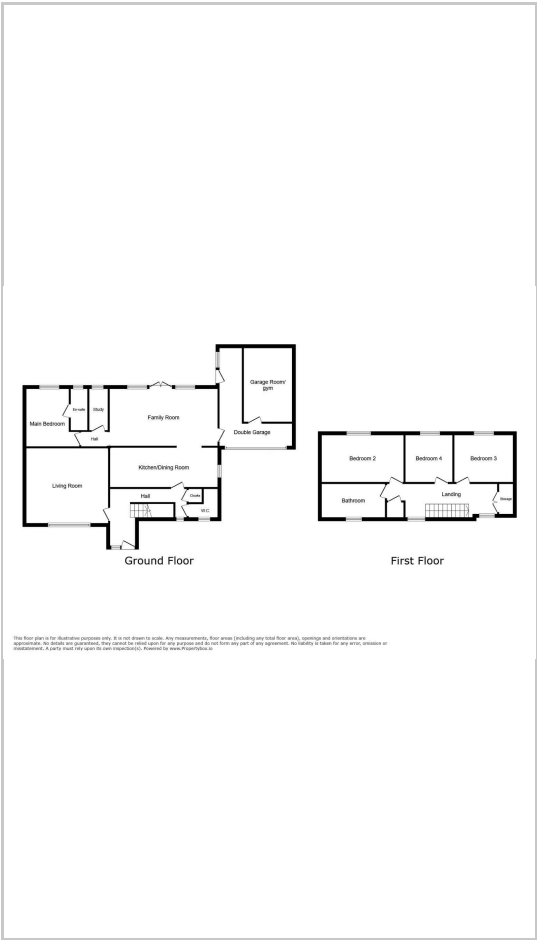 Garage Room/
gym
Main Bedroom
En-suite
Study
Family Room
Hall
Double Garage
Kitchen/Dining Room
Living Room
Hall
Cloaks
W.C
Ground Floor
Bedroom 2
Bedroom 4
Bedroom 3
Bathroom
Landing
Storage
First Floor
This floor plan is for illustrative purposes only. It is not drawn to scale. Any measurements, floor areas (including any total floor area), openings and orientations are
approximate. No details are guaranteed, they cannot be relied upon for any purpose and do not form any part of any agreement. No liability is taken for any error, omission or
misstatement. A party must rely upon its own inspection(s). Powered by www.Propertybox.io